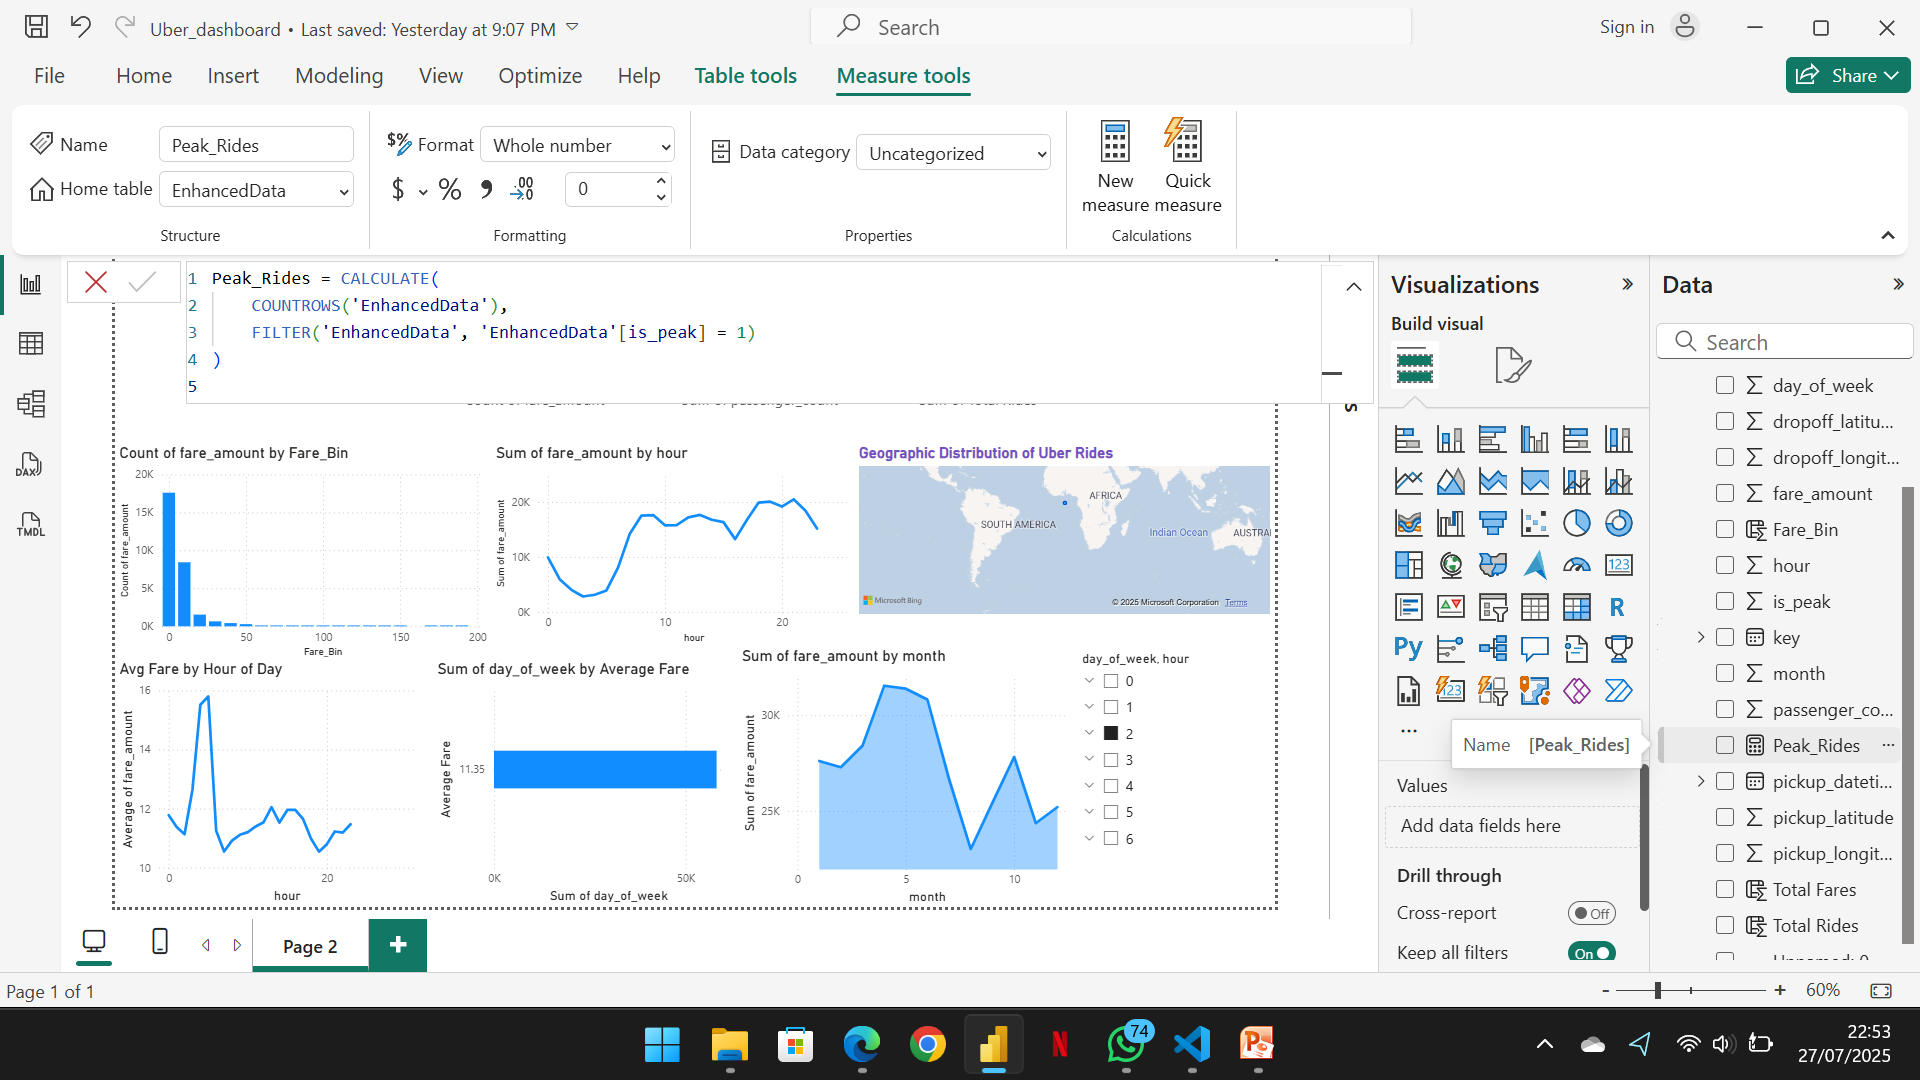 Uber_dashboard • Last saved: Yesterday at 9:07 PM
Search
Sign in
File
Home
Insert
Modeling
View
Optimize
Help
Table tools
Measure tools
Share
Name
Peak_Rides
Home table
EnhancedData
Structure
Format
Whole number
$ % 9 .00
0
Formatting
Data category
Uncategorized
Properties
New measure
Quick measure
Calculations
1 Peak_Rides = CALCULATE(
2 COUNTROWS('EnhancedData'),
3 FILTER('EnhancedData', 'EnhancedData'[is_peak] = 1)
4 )
5
Count of fare_amount by Fare_Bin
Count of fare_amount
20K
15K
10K
5K
0K
0 50 100 150 200
Fare_Bin
Sum of fare_amount by hour
Sum of fare_amount
20K
10K
0K
0 10 20
hour
Geographic Distribution of Uber Rides
AFRICA
SOUTH AMERICA
Indian Ocean
AUSTRA
Microsoft Bing
© 2025 Microsoft Corporation Terms
Avg Fare by Hour of Day
Average of fare_amount
16
14
12
10
0 20
hour
Sum of day_of_week by Average Fare
Average Fare
11.35
0K 50K
Sum of day_of_week
Sum of fare_amount by month
Sum of fare_amount
30K
25K
0 5 10
month
day_of_week, hour
0
1
2
3
4
5
6
Visualizations
Build visual
123
R
Py
123
Name [Peak_Rides]
Values
Add data fields here
Drill through
Cross-report
Off
Keep all filters
On
Data
Search
day_of_week
dropoff_latitu...
dropoff_longit...
fare_amount
Fare_Bin
hour
is_peak
key
month
passenger_co...
Peak_Rides
pickup_dateti...
pickup_latitude
pickup_longit...
Total Fares
Total Rides
DAX
TMDL
Page 2
Page 1 of 1
- + 60%
74
22:53
27/07/2025